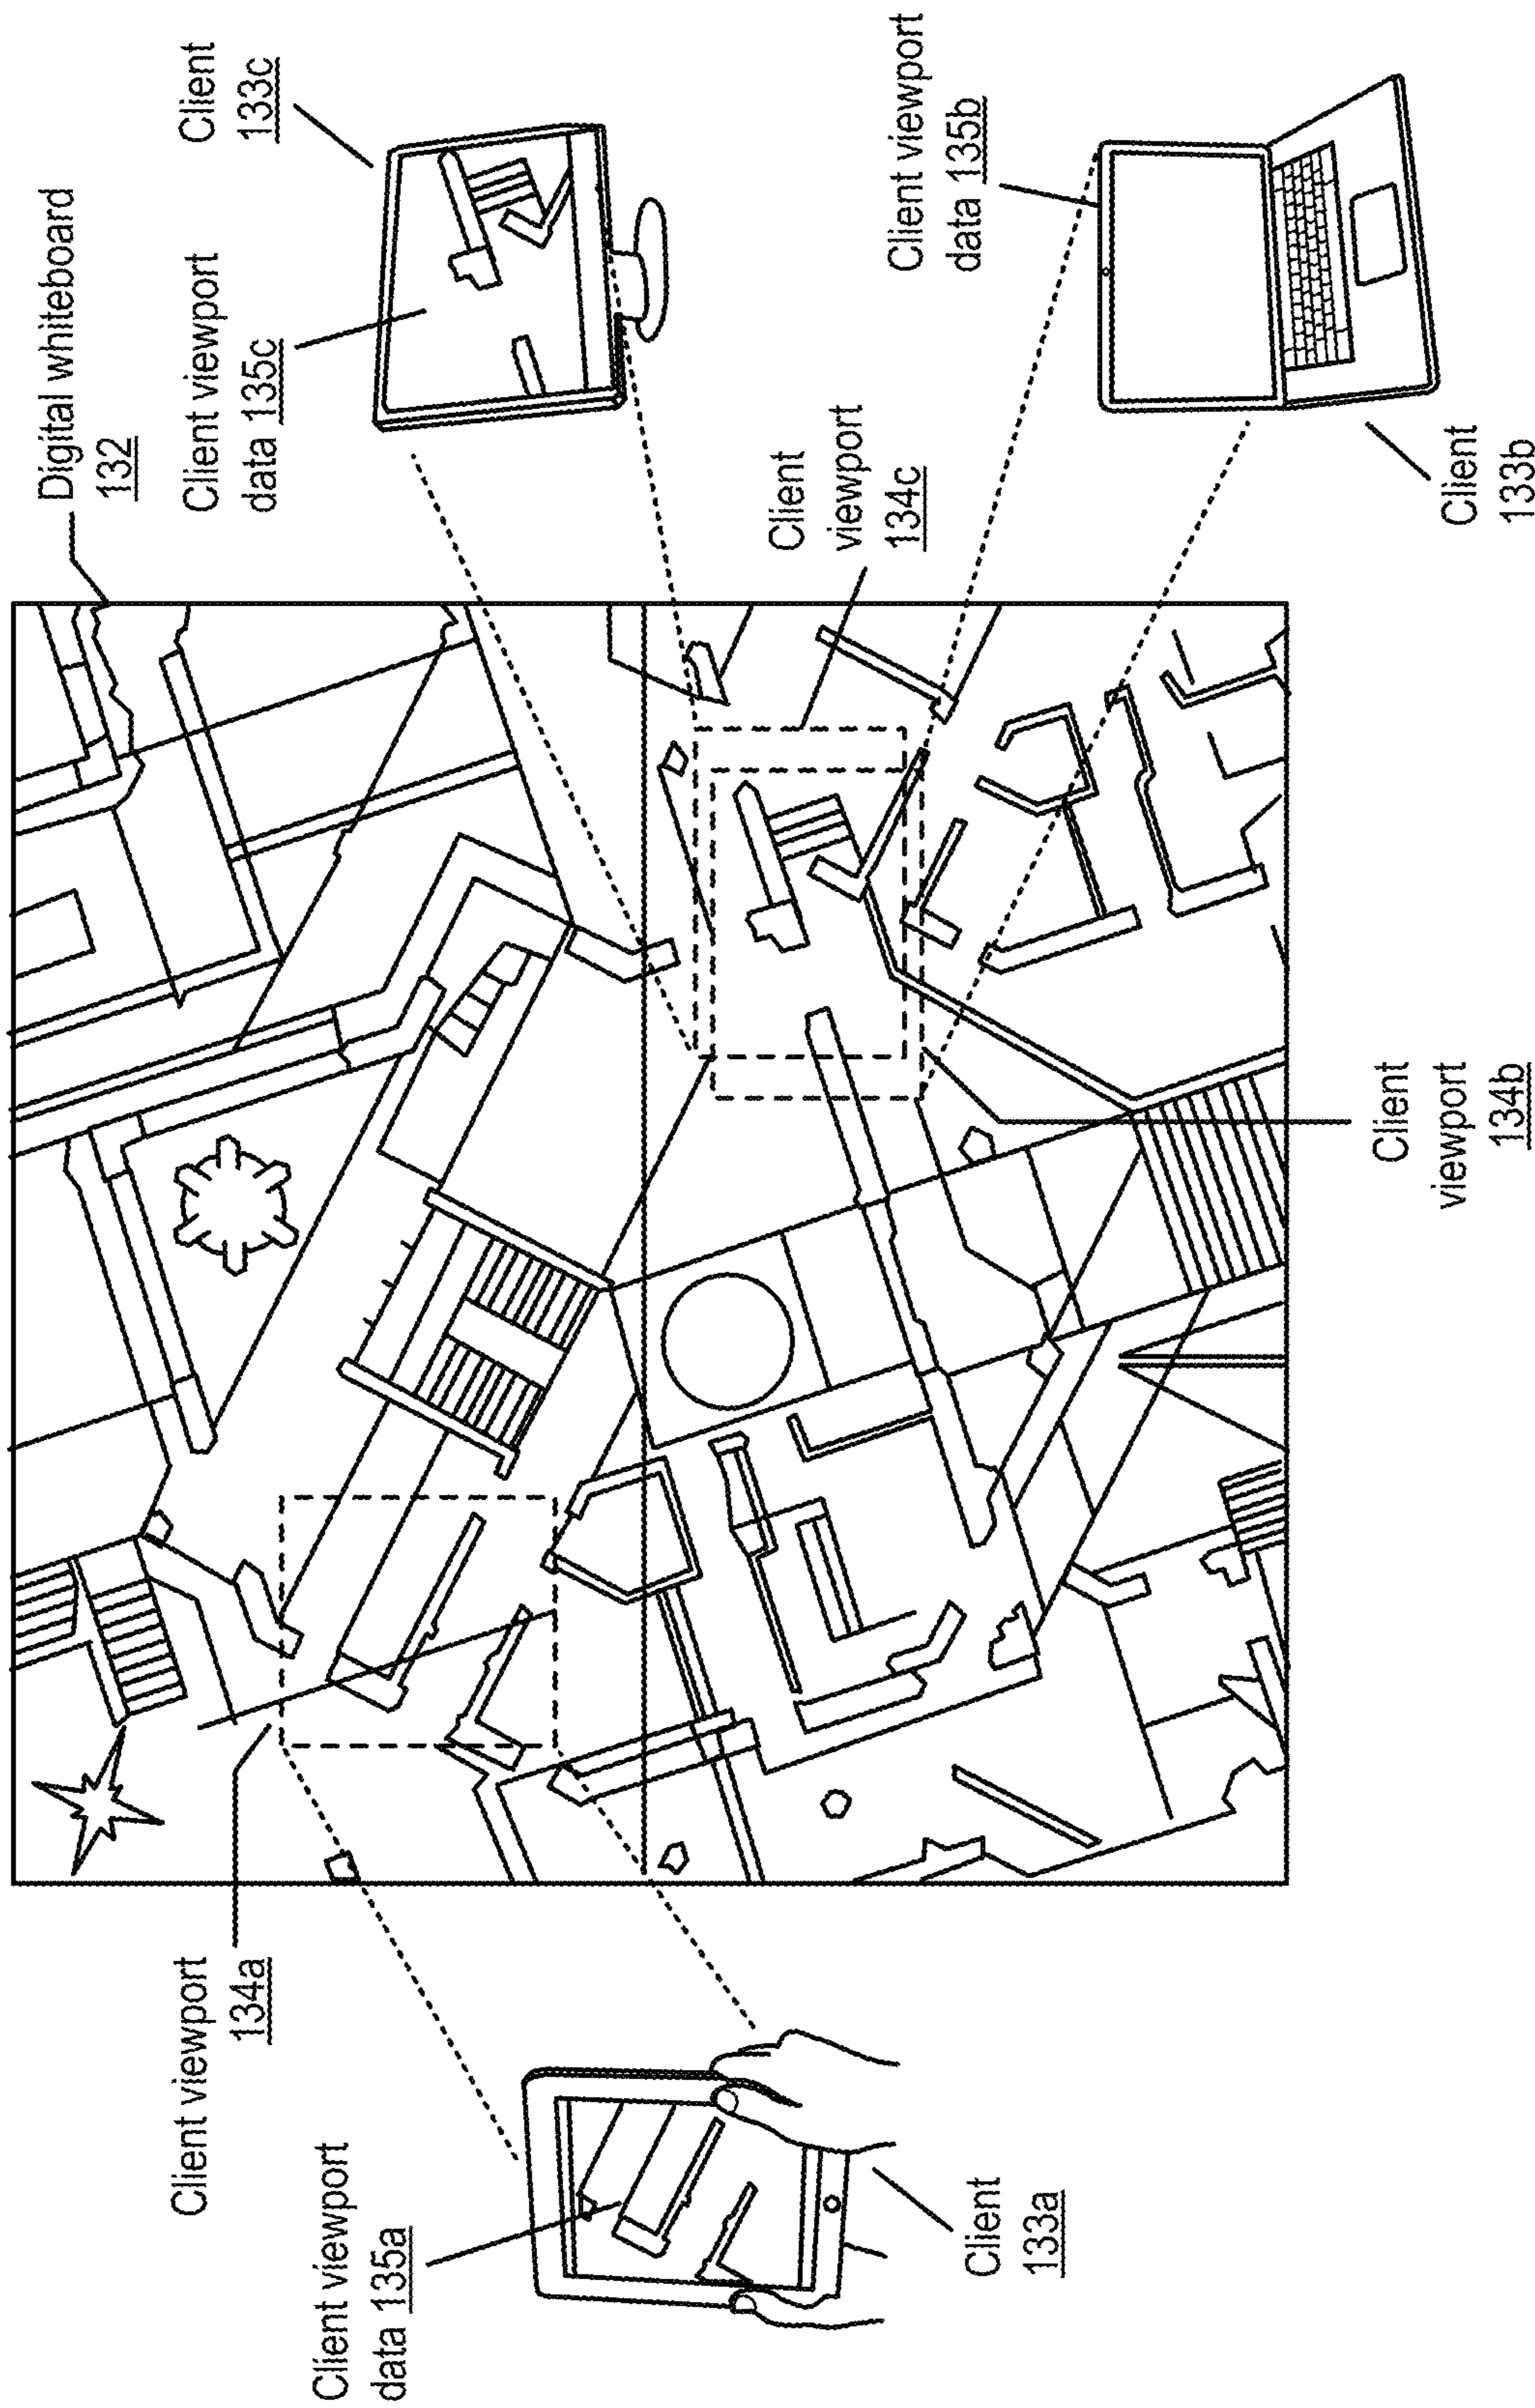 Digital whiteboard
132
Client
133c
Client viewport
data 135c
Client viewport
134a
Client viewport
data 135a
Client
133a
Client
viewport
134c
Client viewport
data 135b
Client
viewport
134b
Client
133b